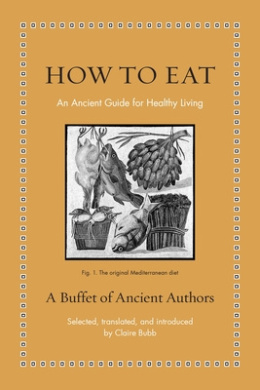 HOW TO EAT
An Ancient Guide for Healthy Living
Fig. 1. The original Mediterranean diet
A Buffet of Ancient Authors
Selected, translated, and introduced
by Claire Bubb